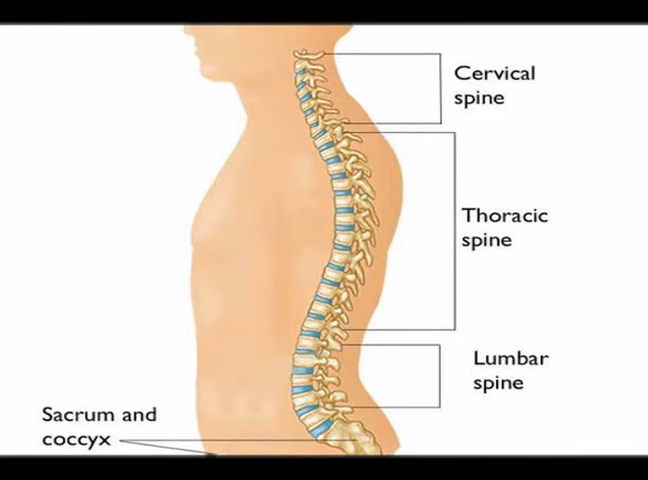 Cervical
spine
Thoracic
spine
Lumbar
spine
Sacrum and
coccyx